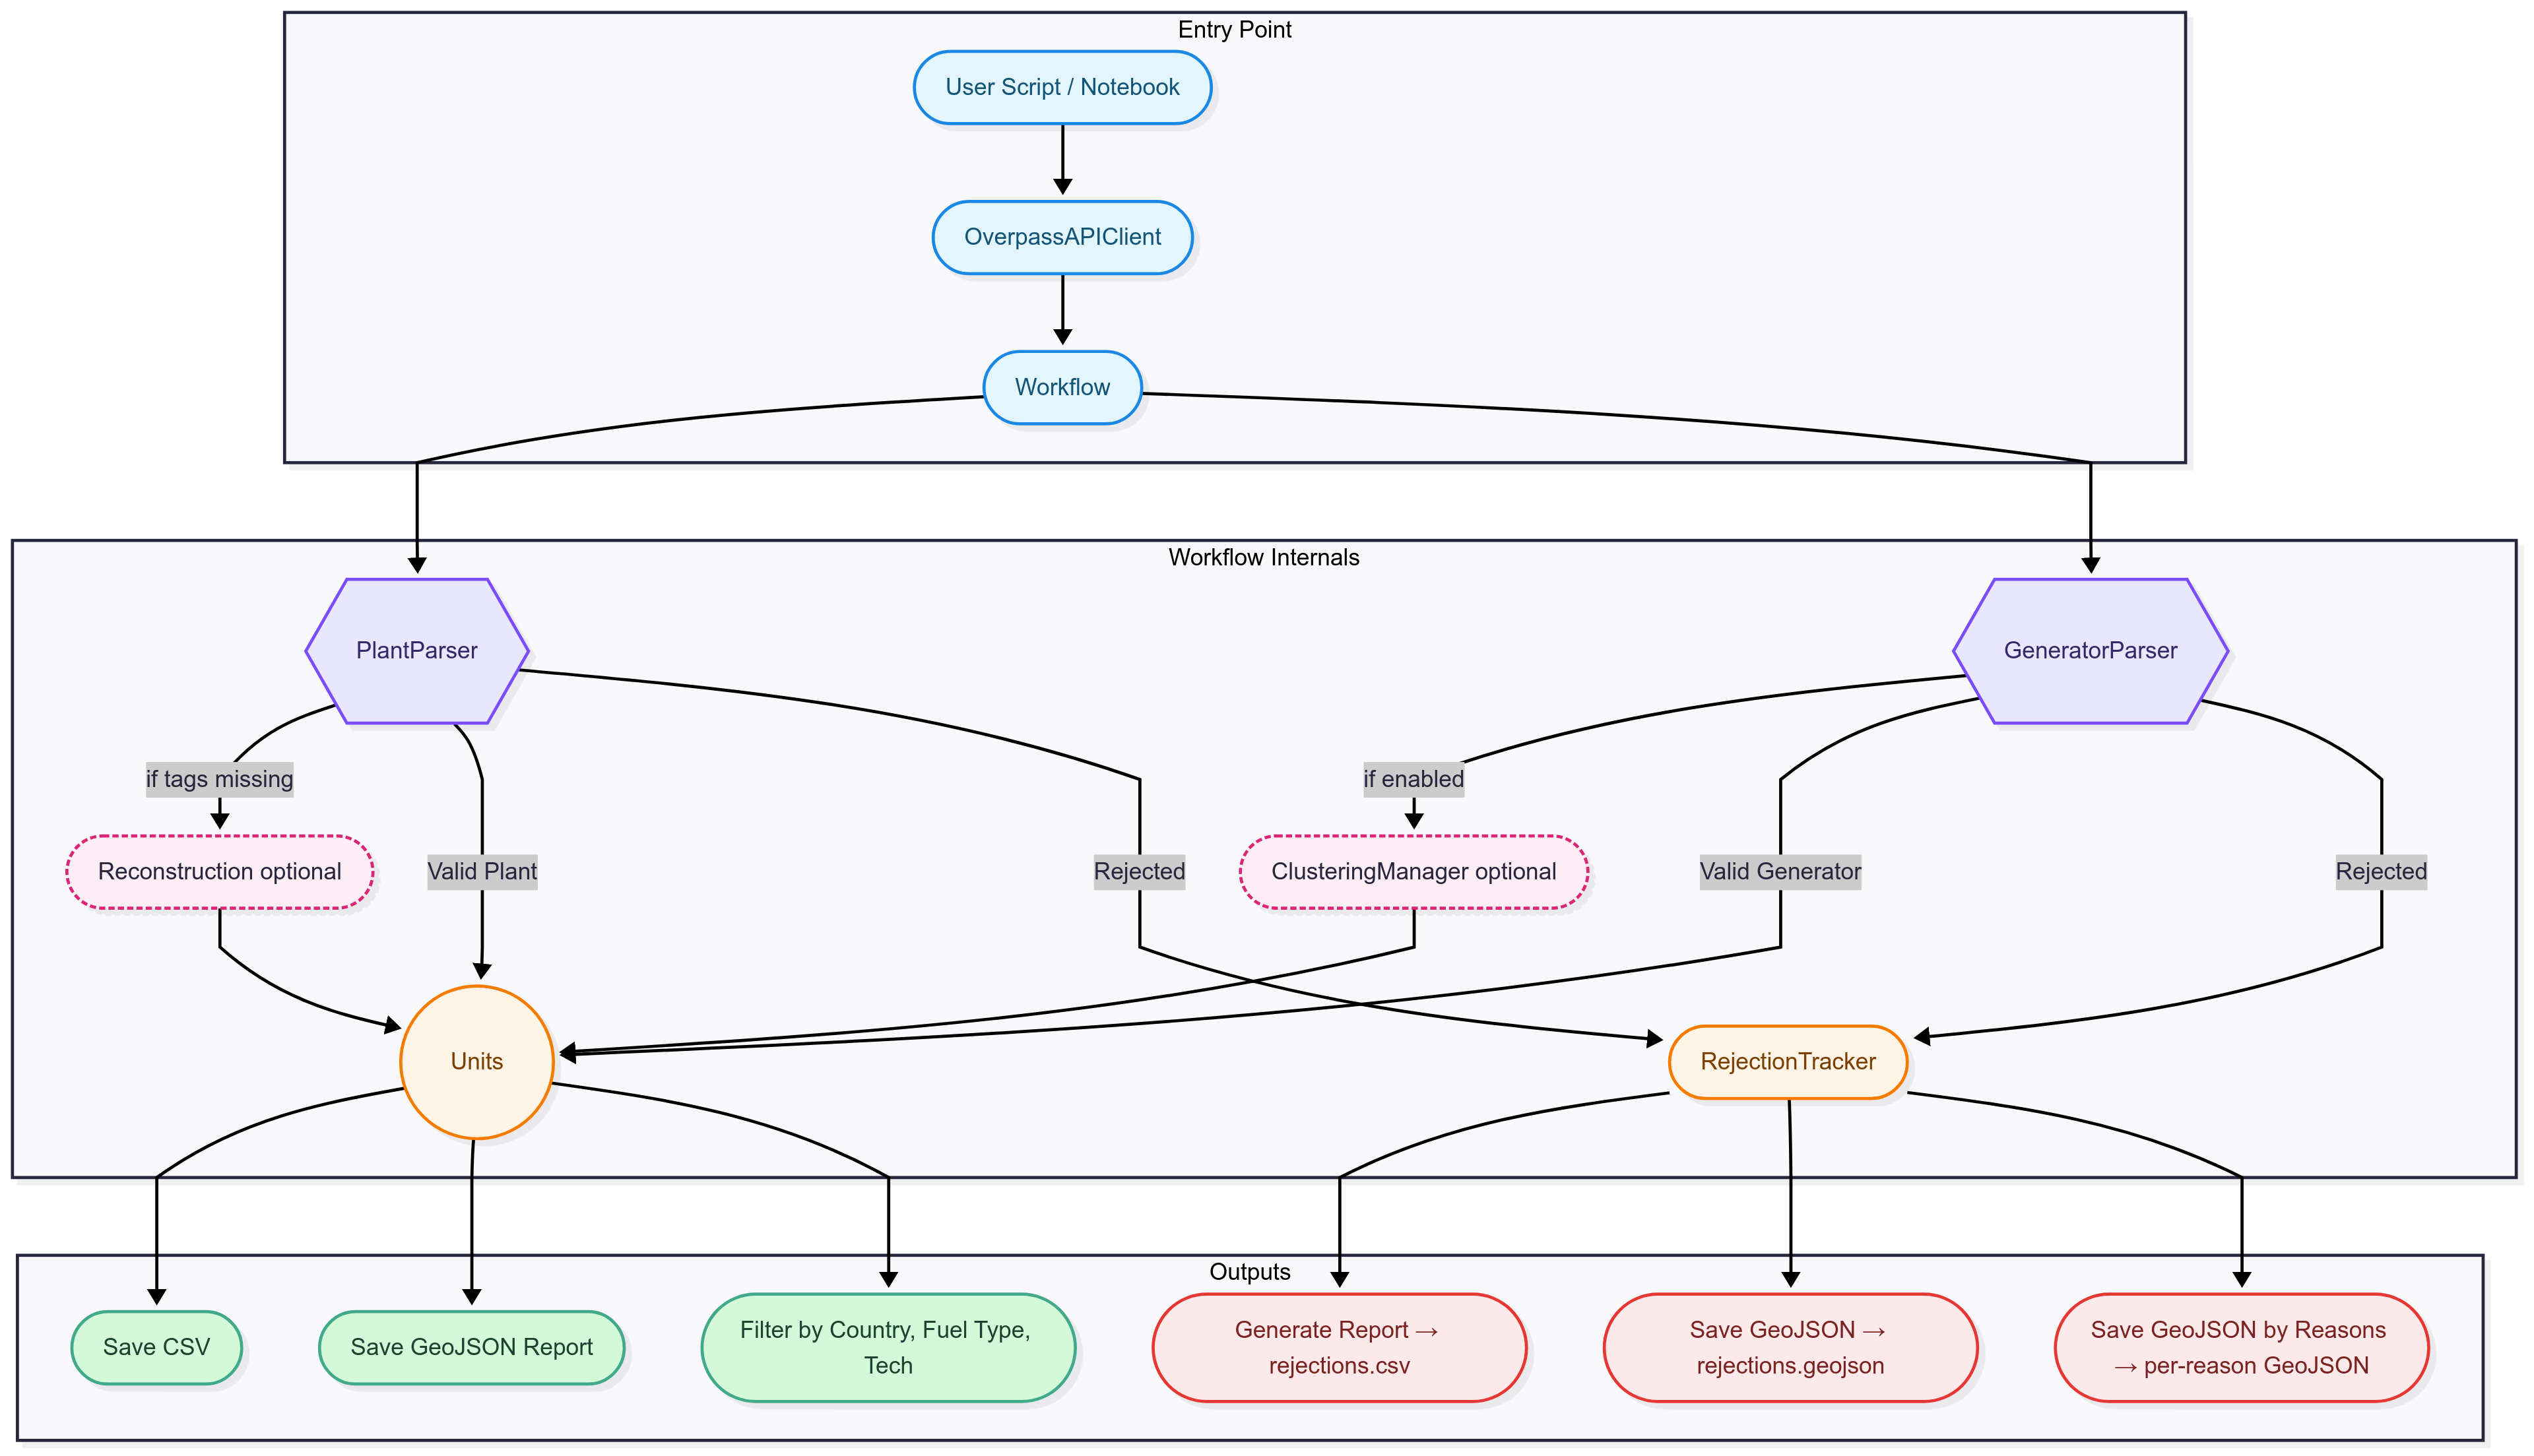 Entry Point
User Script / Notebook
OverpassAPIClient
Workflow
Workflow Internals
PlantParser
GeneratorParser
if tags missing
if enabled
Reconstruction optional
Valid Plant
Rejected
ClusteringManager optional
Valid Generator
Rejected
Units
RejectionTracker
Outputs
Save CSV
Save GeoJSON Report
Filter by Country, Fuel Type,
Tech
Generate Report →
rejections.csv
Save GeoJSON →
rejections.geojson
Save GeoJSON by Reasons
→ per-reason GeoJSON